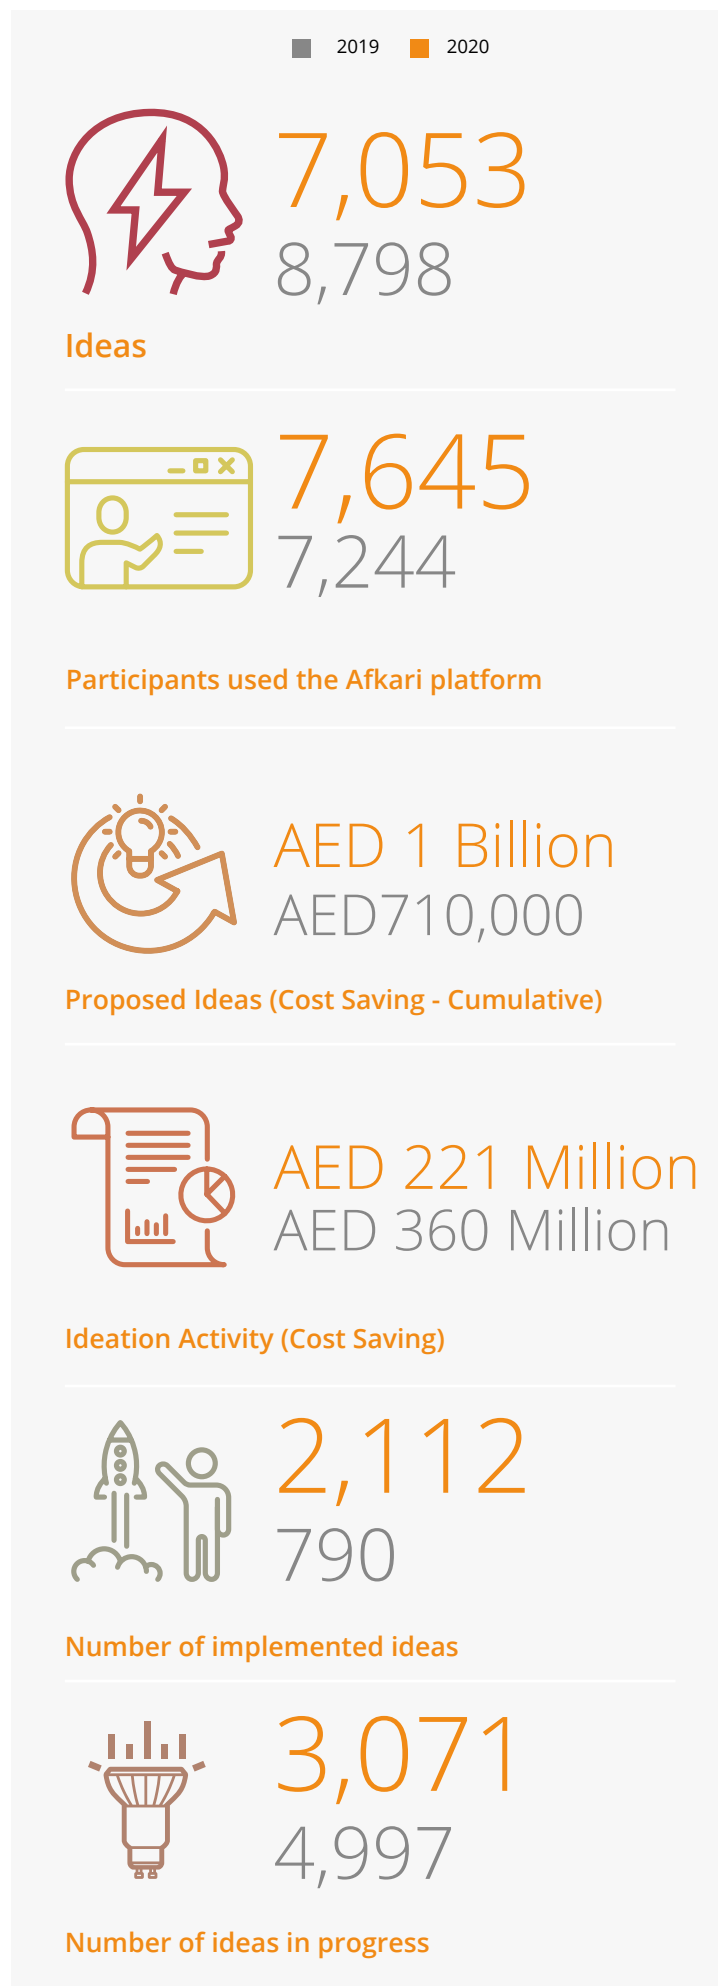 2019 2020
7,053
8,798
Ideas
7,645
7,244
Participants used the Afkari platform
AED 1 Billion
AED710,000
Proposed Ideas (Cost Saving - Cumulative)
AED 221 Million
AED 360 Million
Ideation Activity (Cost Saving)
2,112
790
Number of implemented ideas
3,071
4,997
Number of ideas in progress